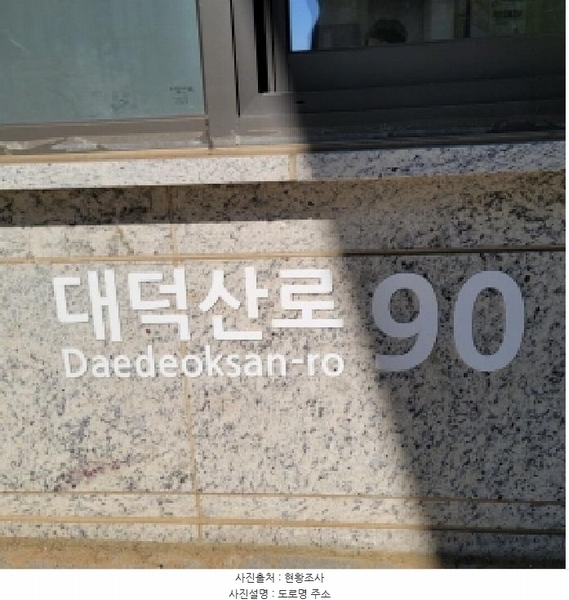 대덕산로 90
Daedeoksan-ro
사진출처 : 현황조사
사진설명 : 도로명 주소